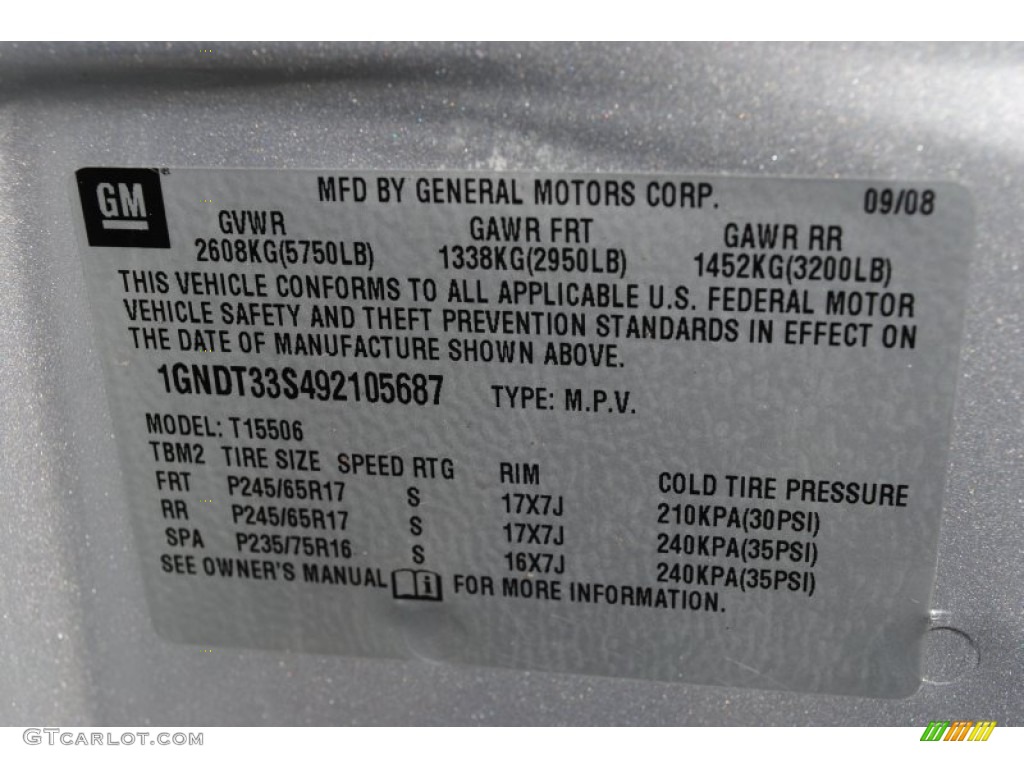 GM
MFD BY GENERAL MOTORS CORP. 09/08
GVWR GAWR FRT GAWR RR
2608KG(5750LB) 1338KG(2950LB) 1452KG(3200LB)
THIS VEHICLE CONFORMS TO ALL APPLICABLE U.S. FEDERAL MOTOR
VEHICLE SAFETY AND THEFT PREVENTION STANDARDS IN EFFECT ON
THE DATE OF MANUFACTURE SHOWN ABOVE.
1GNDT33S492105687 TYPE: M.P.V.
MODEL: T15506
TBM2 TIRE SIZE SPEED RTG RIM COLD TIRE PRESSURE
FRT P245/65R17 S 17X7J 210KPA(30PSI)
RR P245/65R17 S 17X7J 240KPA(35PSI)
SPA P235/75R16 S 16X7J 240KPA(35PSI)
SEE OWNER'S MANUAL i FOR MORE INFORMATION.
GTCarlot.com